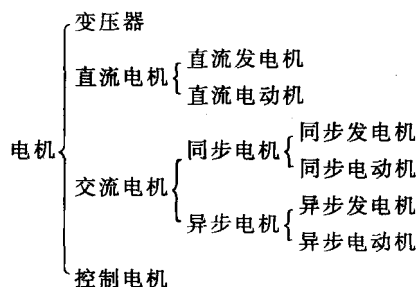 变压器
直流发电机
直流电机
直流电动机
同步发电机
电机
同步电机
同步电动机
交流电机
异步发电机
异步电机
异步电动机
控制电机